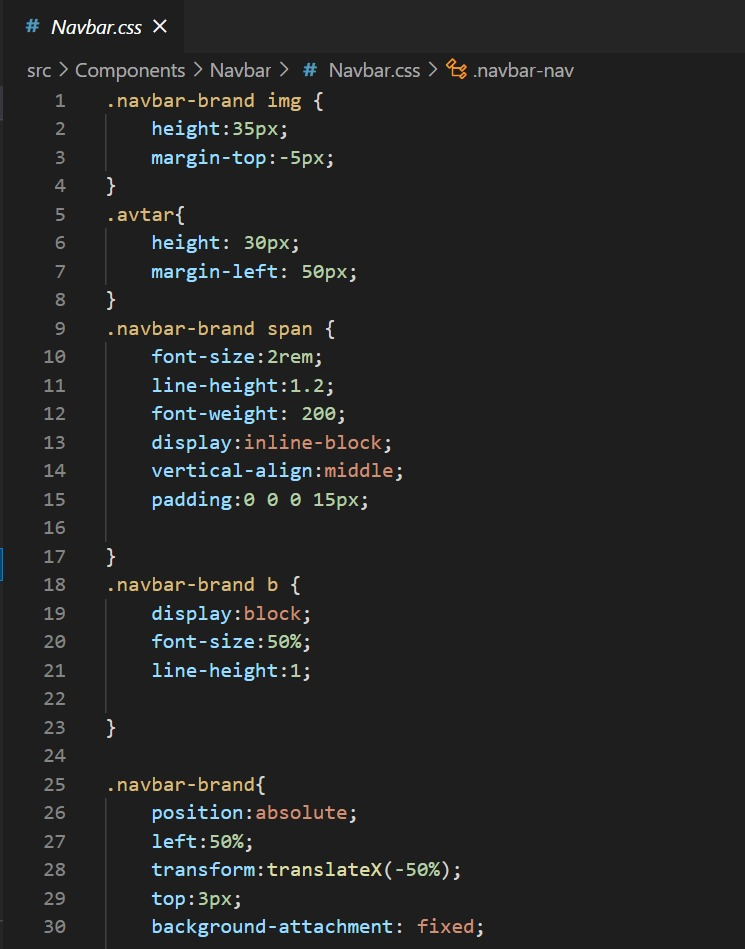 # Navbar.css ×
src > Components > Navbar > # Navbar.css > .navbar-nav
1 .navbar-brand img {
2 height:35px;
3 margin-top:-5px;
4 }
5 .avtar{
6 height: 30px;
7 margin-left: 50px;
8 }
9 .navbar-brand span {
10 font-size:2rem;
11 line-height:1.2;
12 font-weight: 200;
13 display:inline-block;
14 vertical-align:middle;
15 padding:0 0 0 15px;
16
17 }
18 .navbar-brand b {
19 display:block;
20 font-size:50%;
21 line-height:1;
22
23 }
24
25 .navbar-brand{
26 position:absolute;
27 left:50%;
28 transform:translateX(-50%);
29 top:3px;
30 background-attachment: fixed;